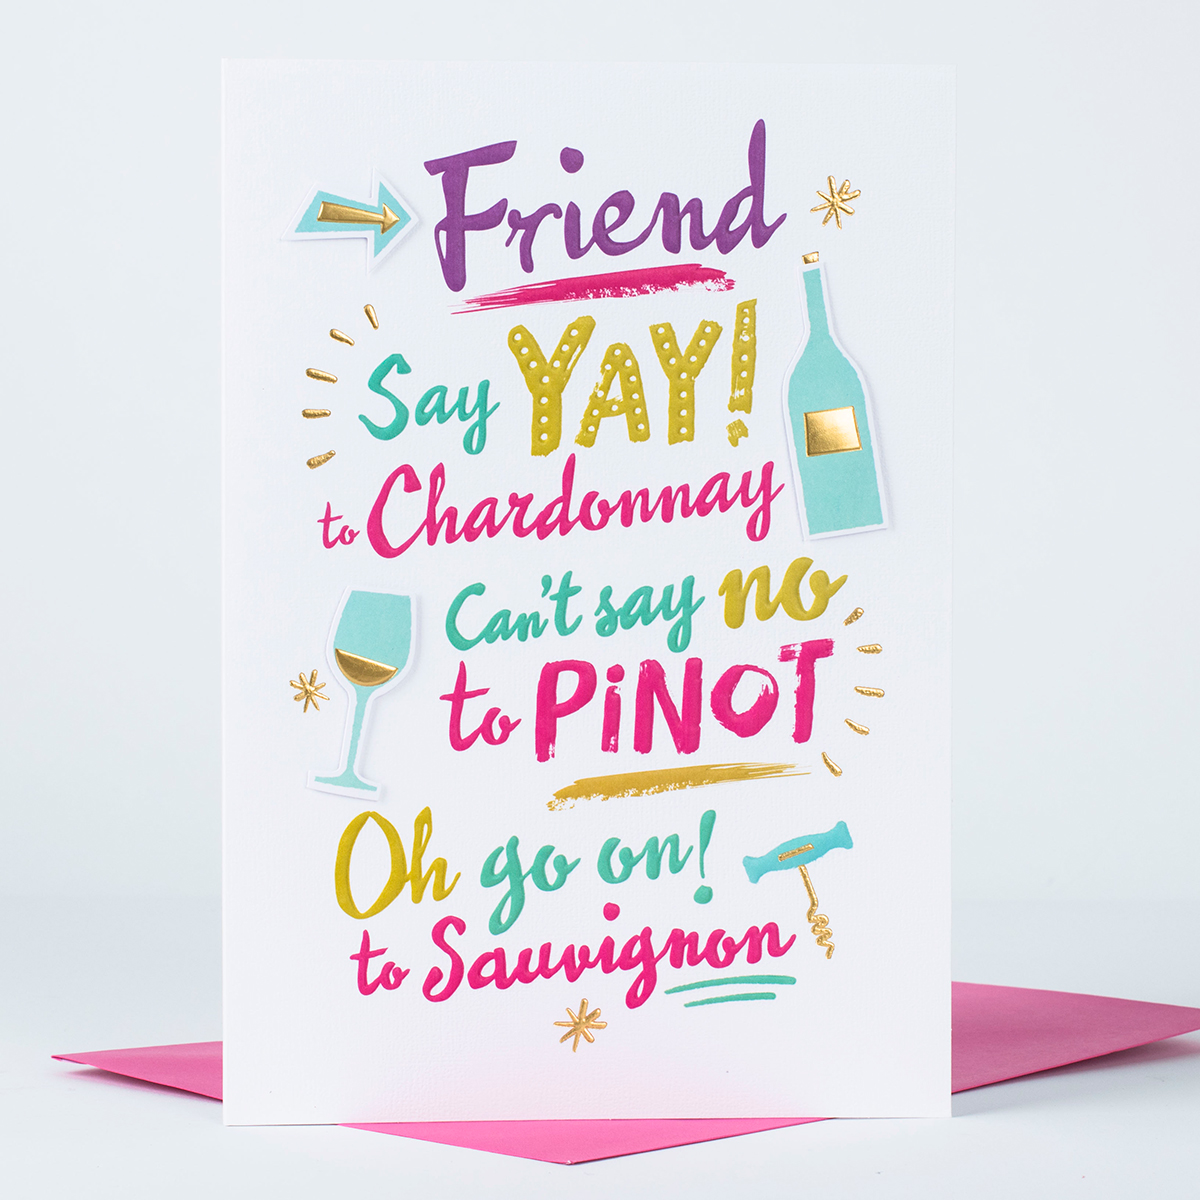 Friend
Say YAY!
to Chardonnay
Can't say no
to PiNOT
Oh go on!
to Sauvignon